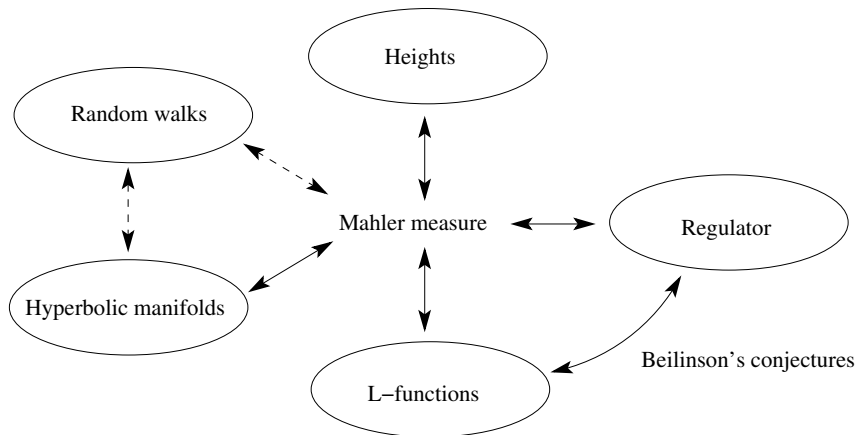 Heights
Random walks
Mahler measure
Regulator
Hyperbolic manifolds
Beilinson's conjectures
L−functions